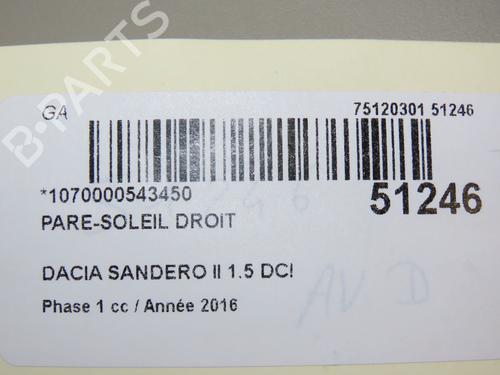 B-PARTS
GA
75120301 51246
*1070000543450
51246
PARE-SOLEIL DROIT
DACIA SANDERO II 1.5 DCI
AV. D
Phase 1 cc / Année 2016